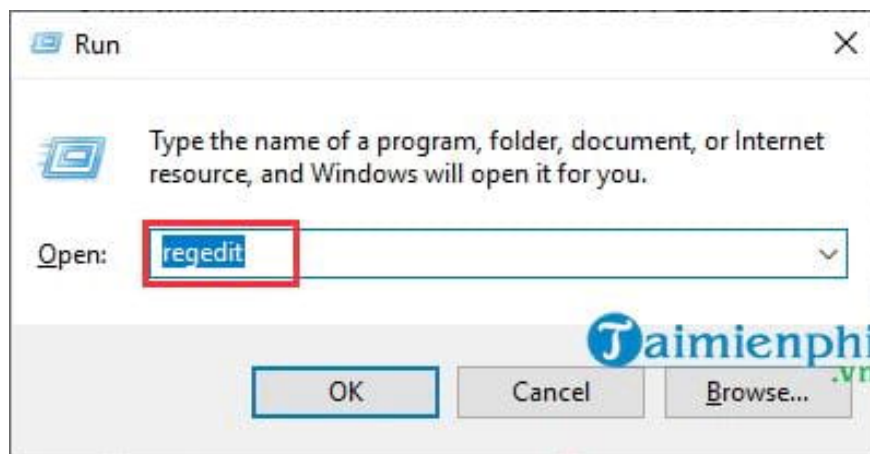 Run
Type the name of a program, folder, document, or Internet
resource, and Windows will open it for you.
Open: regedit
Taimienphi
.vn
OK Cancel Browse...